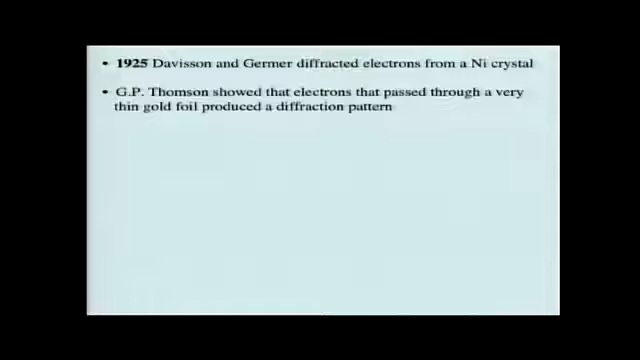 • 1925 Davisson and Germer diffracted electrons from a Ni crystal
• G.P. Thomson showed that electrons that passed through a very
thin gold foil produced a diffraction pattern